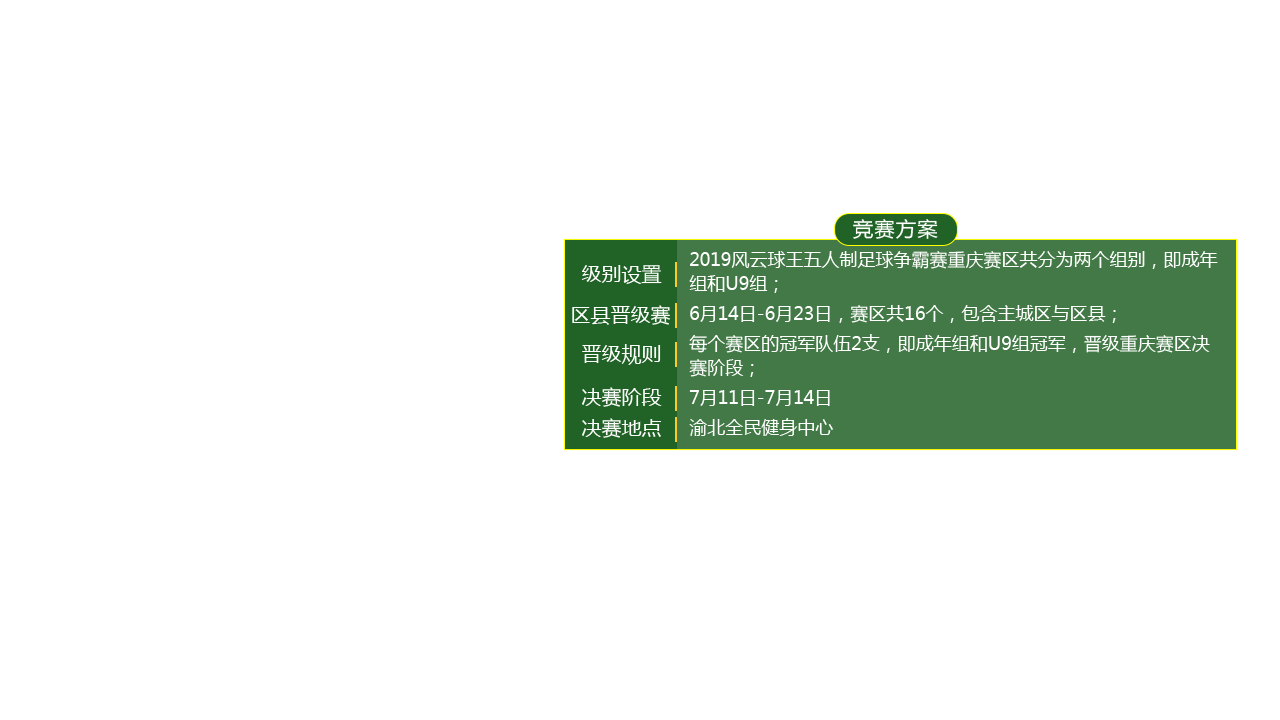 竞赛方案
级别设置
2019风云球王五人制足球争霸赛重庆赛区共分为两个组别，即成年
组和U9组；
区县晋级赛
6月14日-6月23日，赛区共16个，包含主城区与区县；
晋级规则
每个赛区的冠军队伍2支，即成年组和U9组冠军，晋级重庆赛区决
赛阶段；
决赛阶段
7月11日-7月14日
决赛地点
渝北全民健身中心